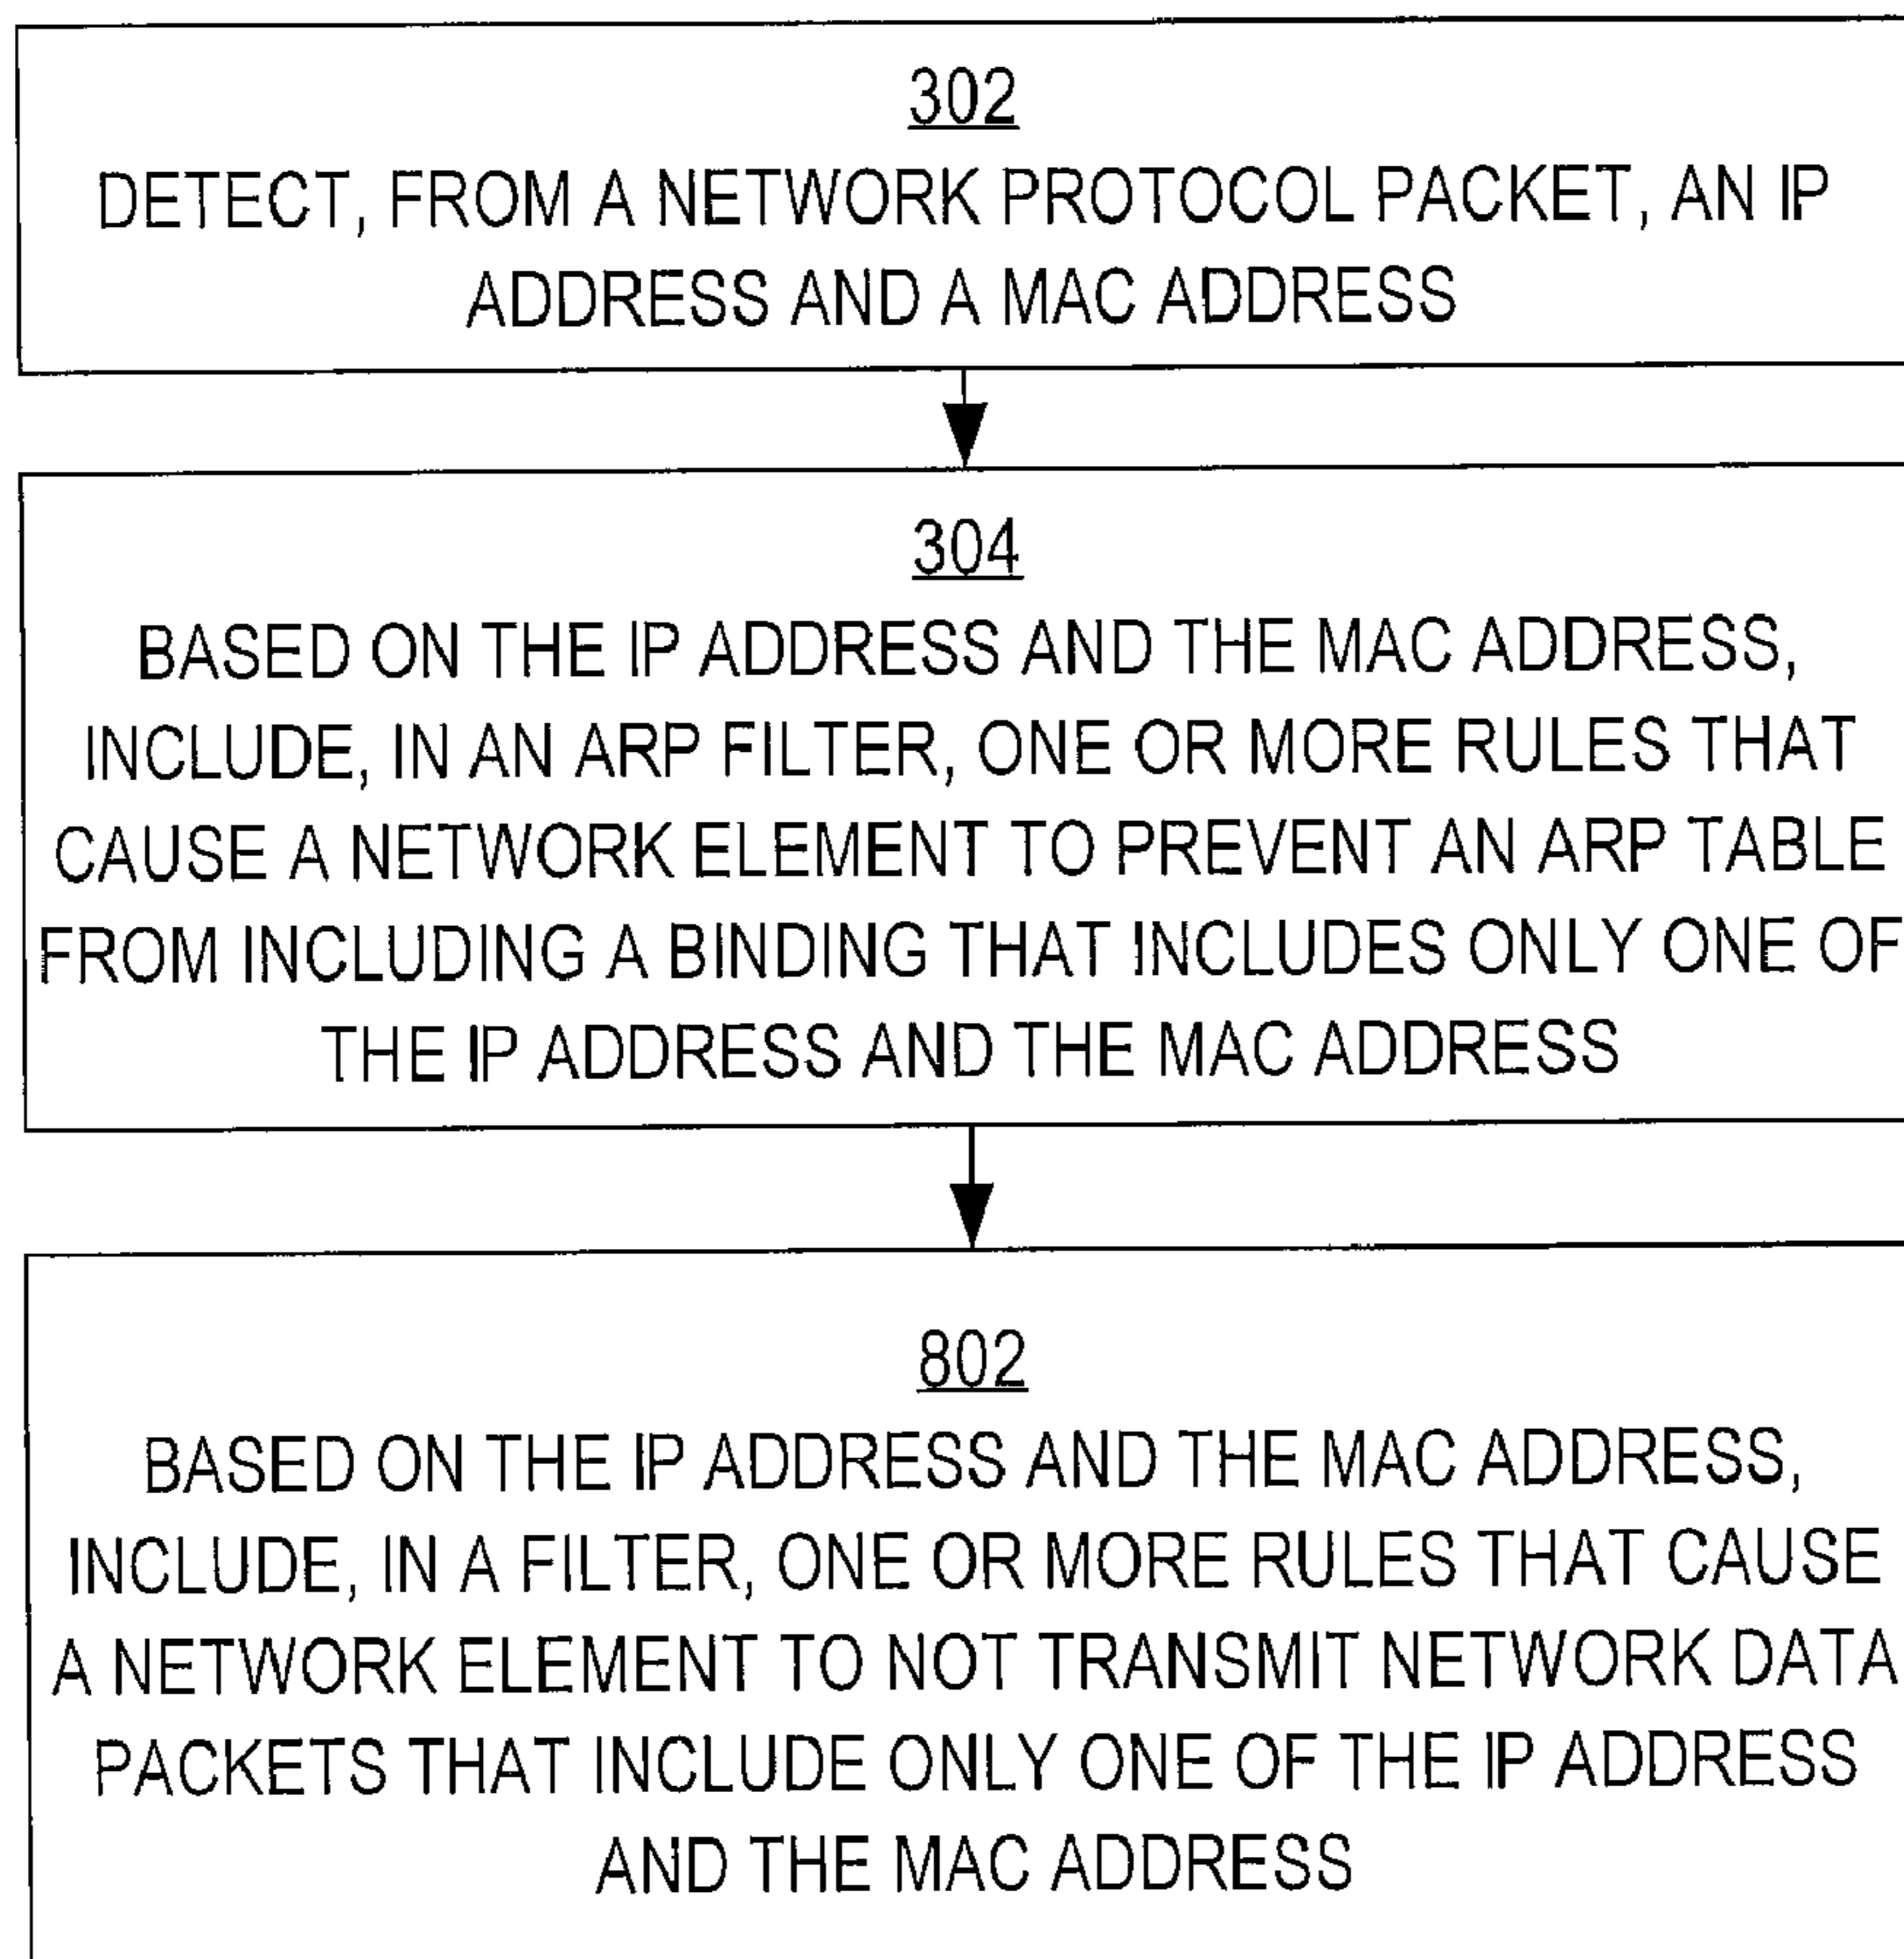 302
DETECT, FROM A NETWORK PROTOCOL PACKET, AN IP
ADDRESS AND A MAC ADDRESS
304
BASED ON THE IP ADDRESS AND THE MAC ADDRESS,
INCLUDE, IN AN ARP FILTER, ONE OR MORE RULES THAT
CAUSE A NETWORK ELEMENT TO PREVENT AN ARP TABLE
FROM INCLUDING A BINDING THAT INCLUDES ONLY ONE OF
THE IP ADDRESS AND THE MAC ADDRESS
802
BASED ON THE IP ADDRESS AND THE MAC ADDRESS,
INCLUDE, IN A FILTER, ONE OR MORE RULES THAT CAUSE
A NETWORK ELEMENT TO NOT TRANSMIT NETWORK DATA
PACKETS THAT INCLUDE ONLY ONE OF THE IP ADDRESS
AND THE MAC ADDRESS